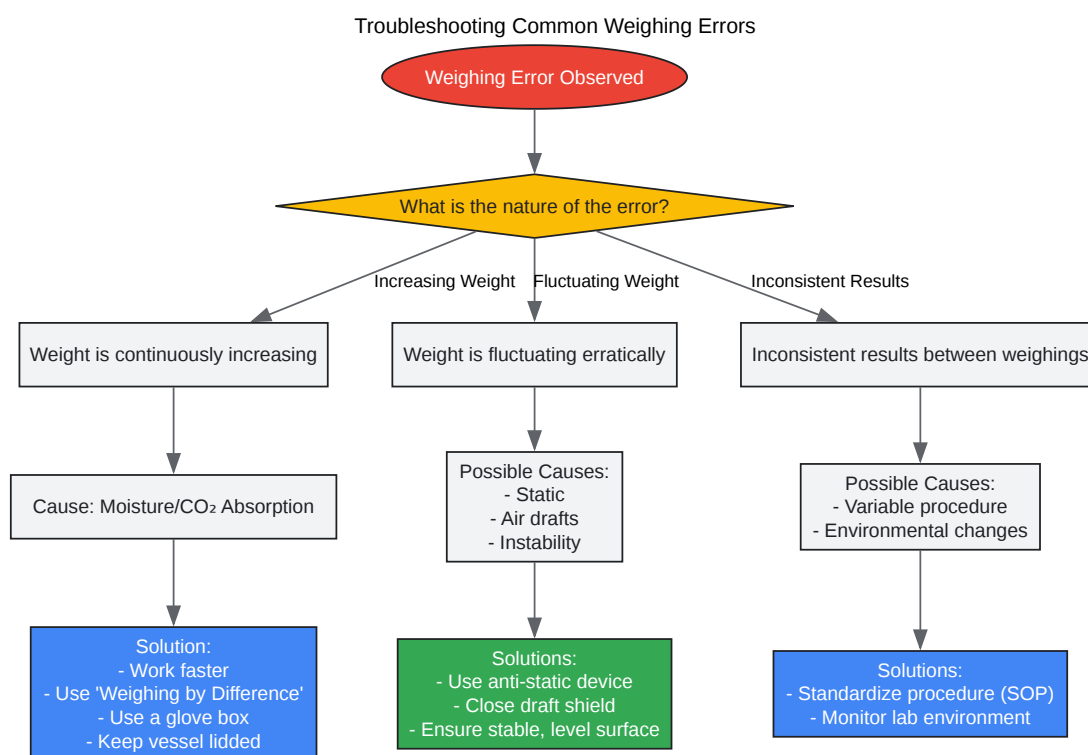 Troubleshooting Common Weighing Errors
Weighing Error Observed
What is the nature of the error?
Increasing Weight
Fluctuating Weight
Inconsistent Results
Weight is continuously increasing
Weight is fluctuating erratically
Inconsistent results between weighings
Cause: Moisture/CO₂ Absorption
Possible Causes:
- Static
- Air drafts
- Instability
Possible Causes:
- Variable procedure
- Environmental changes
Solution:
- Work faster
- Use 'Weighing by Difference'
- Use a glove box
- Keep vessel lidded
Solutions:
- Use anti-static device
- Close draft shield
- Ensure stable, level surface
Solutions:
- Standardize procedure (SOP)
- Monitor lab environment